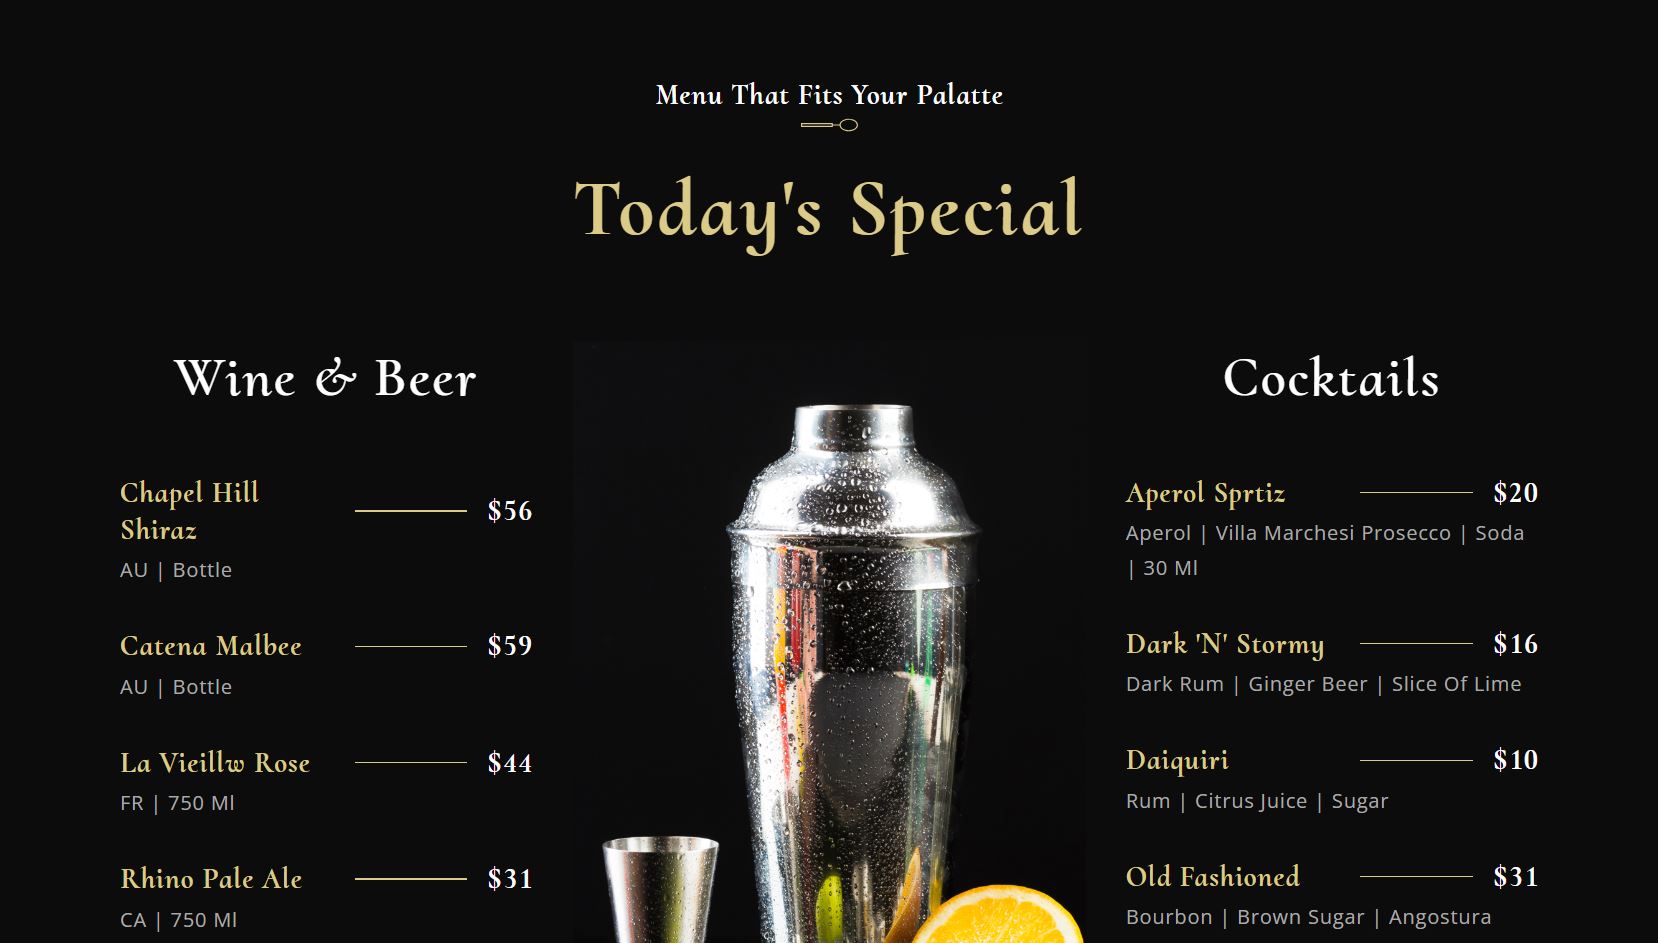 Menu That Fits Your Palatte
Today's Special
Wine & Beer
Chapel Hill
Shiraz
$56
AU | Bottle
Catena Malbee
$59
AU | Bottle
La Vieillw Rose
$44
FR | 750 Ml
Rhino Pale Ale
$31
CA | 750 Ml
Cocktails
Aperol Sprtiz
$20
Aperol | Villa Marchesi Prosecco | Soda
| 30 Ml
Dark 'N' Stormy
$16
Dark Rum | Ginger Beer | Slice Of Lime
Daiquiri
$10
Rum | Citrus Juice | Sugar
Old Fashioned
$31
Bourbon | Brown Sugar | Angostura